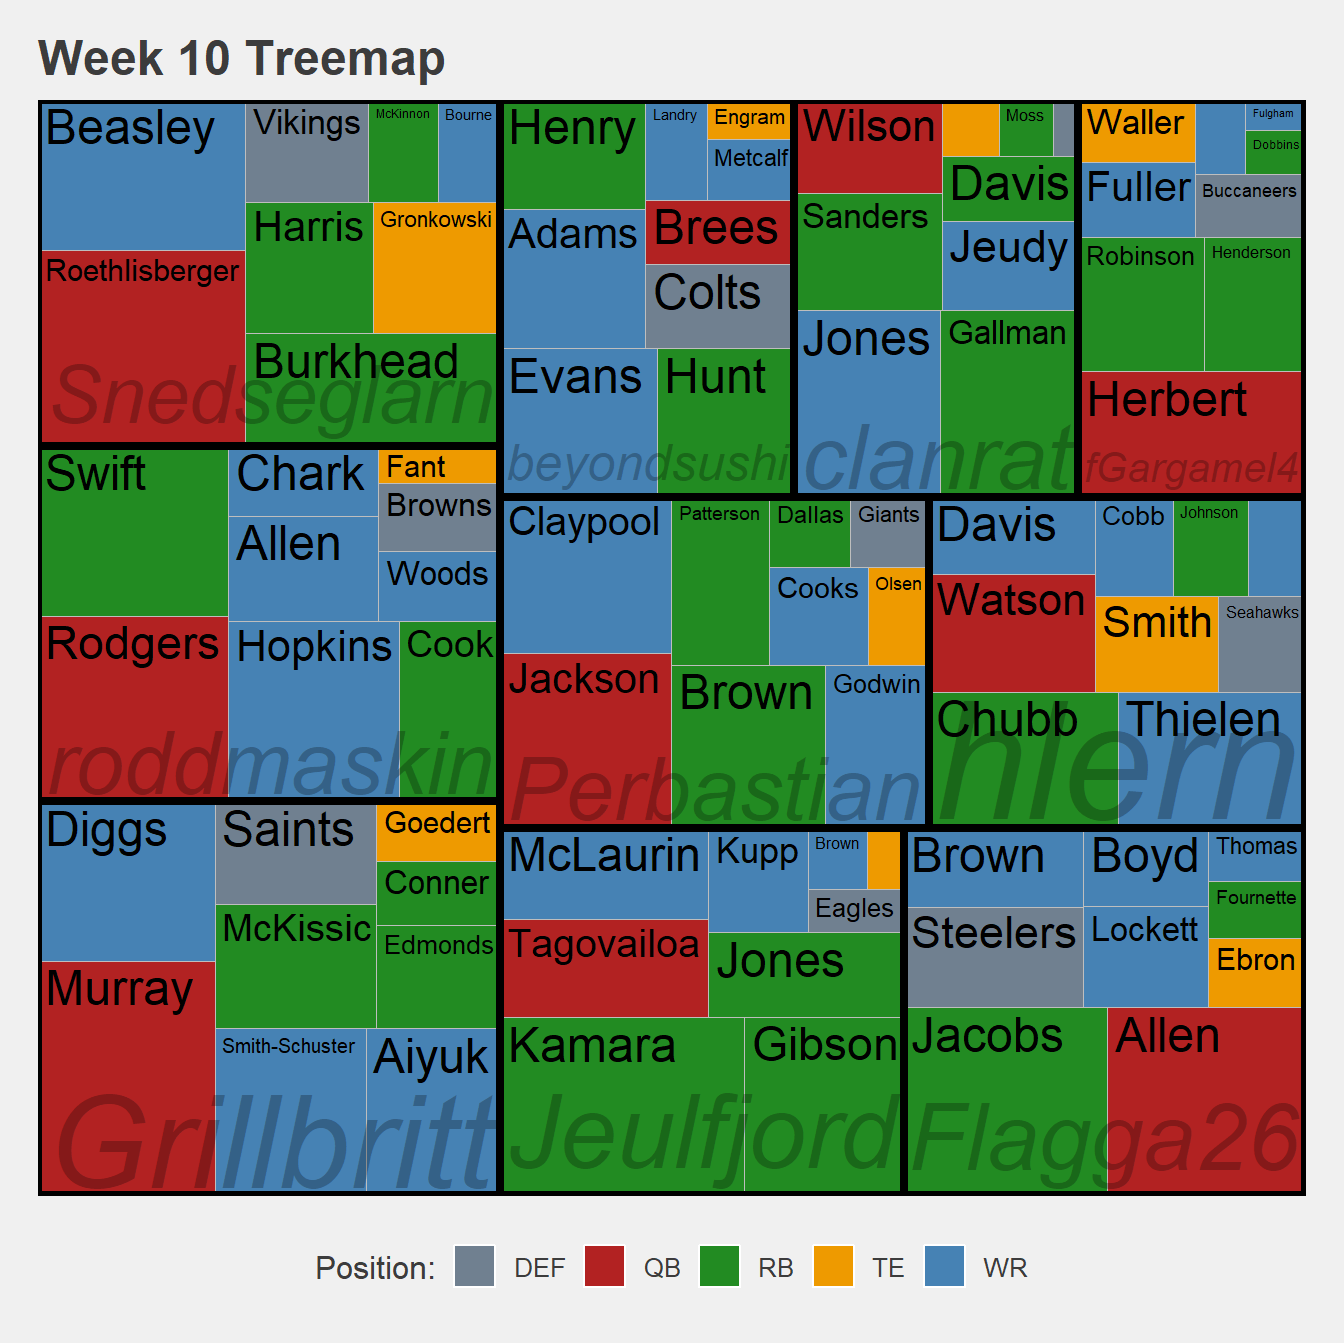 Week 10 Treemap
Beasley
Vikings
McKinnon
Bourne
Harris
Gronkowski
Roethlisberger
Burkhead
Snedseglarn
Henry
Landry
Engram
Metcalf
Adams
Brees
Colts
Evans
Hunt
beyondsushi
Wilson
Moss
Davis
Sanders
Jeudy
Jones
Gallman
clanrat
Waller
Fulgham
Dobbins
Fuller
Buccaneers
Robinson
Henderson
Herbert
fGargamel4
Swift
Chark
Fant
Browns
Allen
Woods
Rodgers
Hopkins
Cook
roddmaskin
Claypool
Patterson
Dallas
Giants
Cooks
Olsen
Jackson
Brown
Godwin
Perbastian
Davis
Cobb
Johnson
Watson
Smith
Seahawks
Chubb
Thielen
hlern
Diggs
Saints
Goedert
Conner
McKissic
Edmonds
Murray
Smith-Schuster
Aiyuk
Grillbritt
McLaurin
Kupp
Brown
Eagles
Tagovailoa
Jones
Kamara
Gibson
Jeulfjord
Brown
Boyd
Thomas
Fournette
Steelers
Lockett
Ebron
Jacobs
Allen
Flagga26
Position: DEF QB RB TE WR